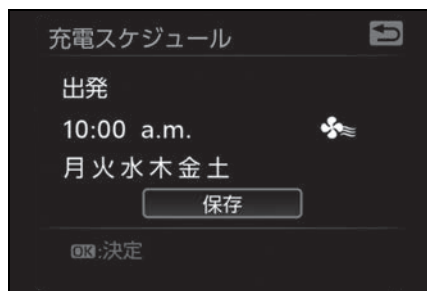 充電スケジュール
出発
10:00 a.m.
月火水木金土
保存
OK:決定